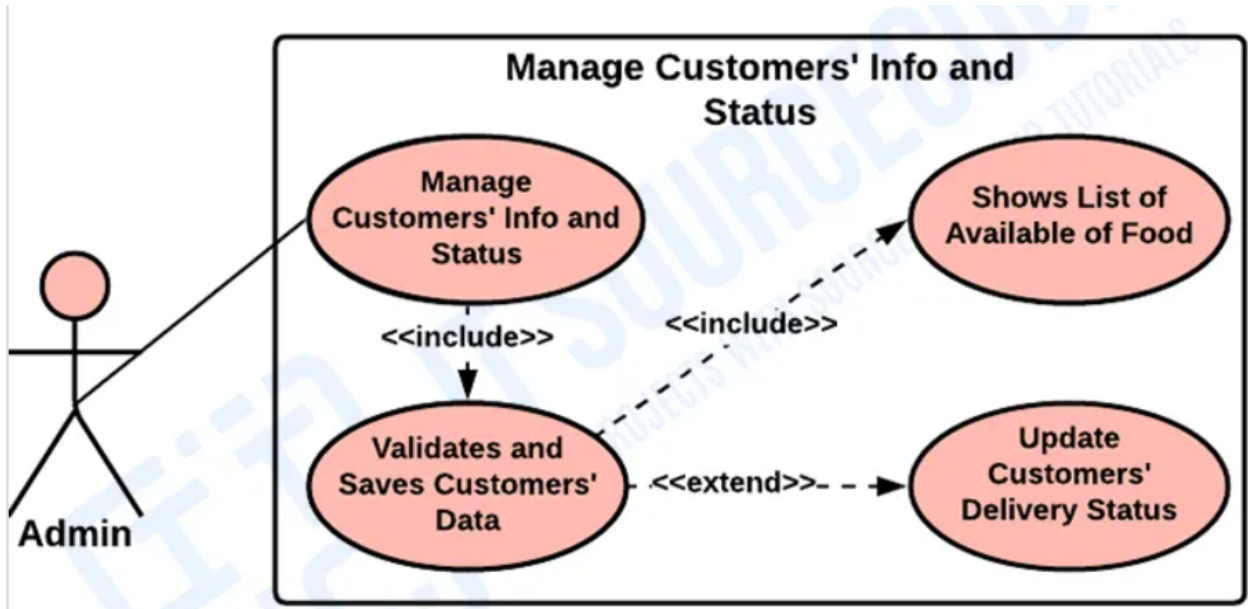 Manage Customers' Info and
Status
Manage
Customers' Info and
Status
Shows List of
Available of Food
<<include>>
<<include>>
Validates and
Saves Customers'
Data
<<extend>>
Update
Customers'
Delivery Status
Admin